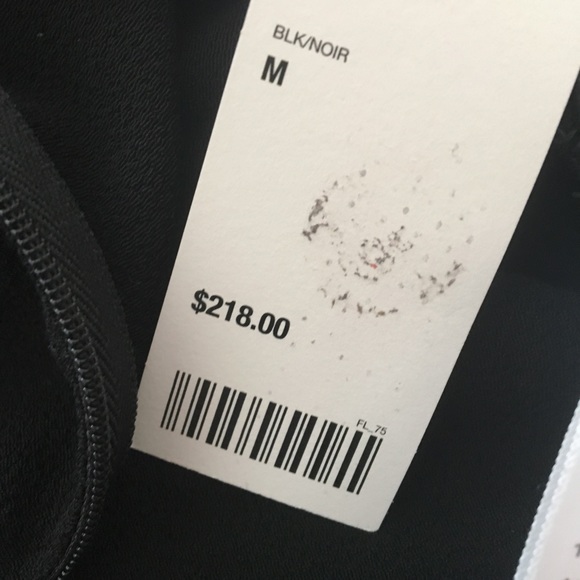 BLK/NOIR
M
$218.00
FL_75